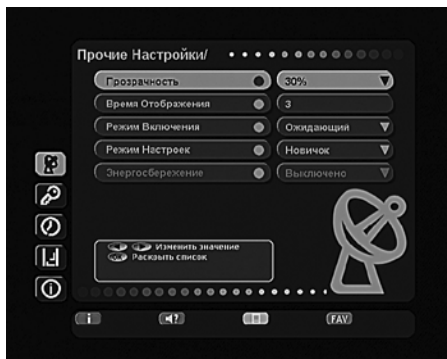 Прочие Настройки/
Прозрачность 30%
Время Отображения 3
Режим Включения Ожидающий
Режим Настроек Новичок
Энергосбережение Выключено
Изменить значение
Раскрыть список
i ? FAV